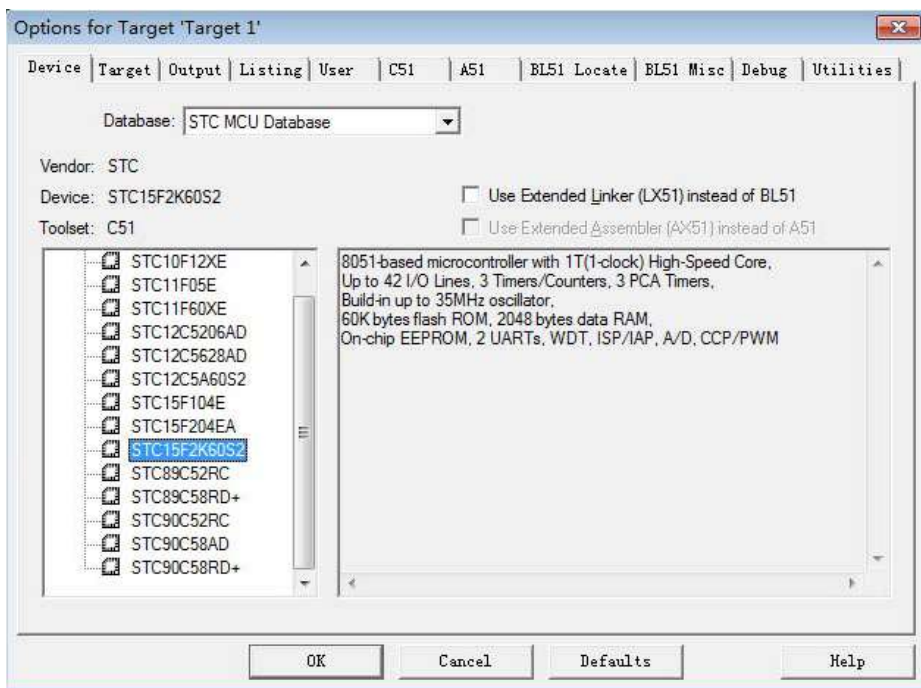 Options for Target 'Target 1'
Device Target Output Listing User C51 A51 BL51 Locate BL51 Misc Debug Utilities
Database: STC MCU Database
Vendor: STC
Device: STC15F2K60S2
Use Extended Linker (LX51) instead of BL51
Toolset: C51
Use Extended Assembler (AX51) instead of A51
STC10F12XE
STC11F05E
STC11F60XE
STC12C5206AD
STC12C5628AD
STC12C5A60S2
STC15F104E
STC15F204EA
STC15F2K60S2
STC89C52RC
STC89C58RD+
STC90C52RC
STC90C58AD
STC90C58RD+
8051-based microcontroller with 1T(1-clock) High-Speed Core,
Up to 42 I/O Lines, 3 Timers/Counters, 3 PCA Timers,
Build-in up to 35MHz oscillator,
60K bytes flash ROM, 2048 bytes data RAM,
On-chip EEPROM, 2 UARTs, WDT, ISP/IAP, A/D, CCP/PWM
OK Cancel Defaults Help